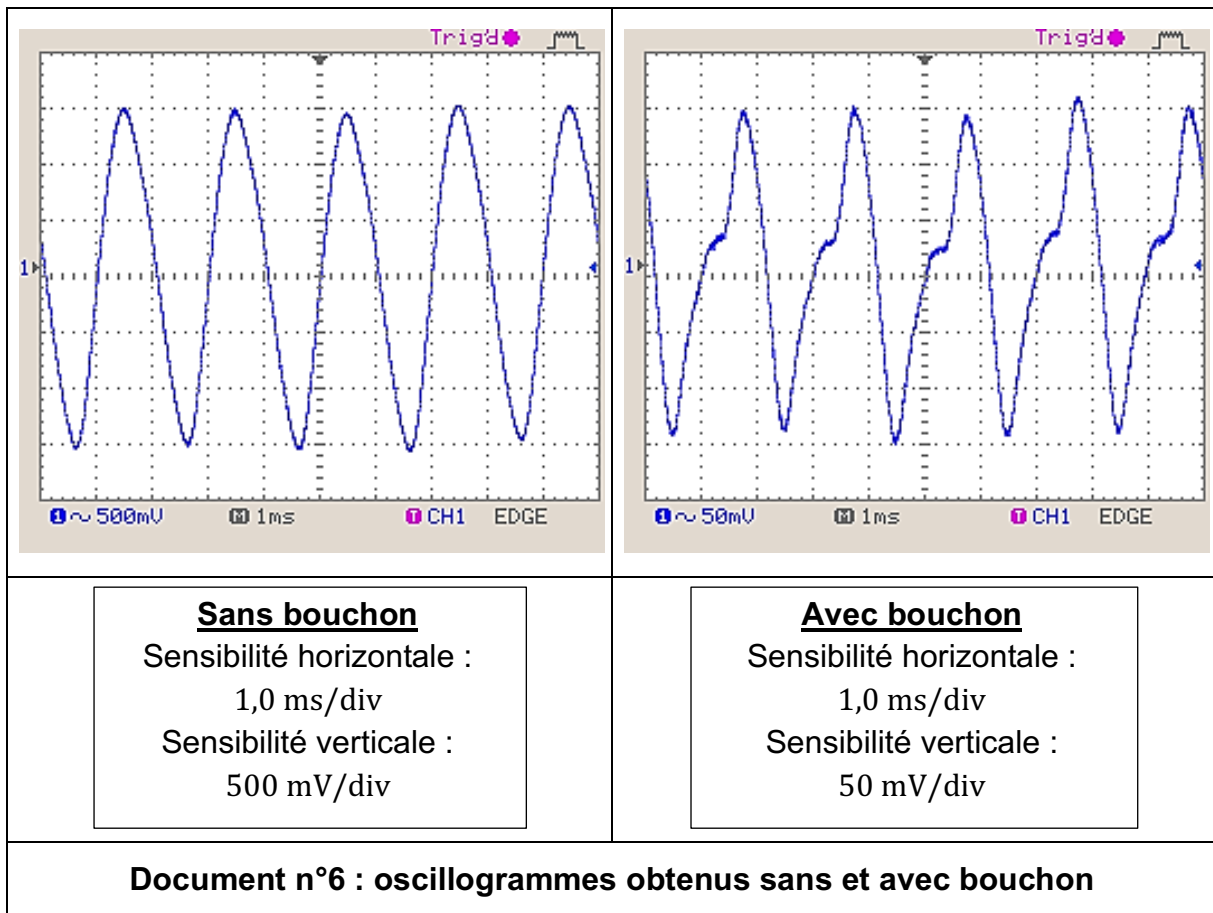 Trig'd
Trig'd
1
1
1 ~ 500mV M 1ms T CH1 EDGE
1 ~ 50mV M 1ms T CH1 EDGE
Sans bouchon
Sensibilité horizontale :
1,0 ms/div
Sensibilité verticale :
500 mV/div
Avec bouchon
Sensibilité horizontale :
1,0 ms/div
Sensibilité verticale :
50 mV/div
Document n°6 : oscillogrammes obtenus sans et avec bouchon